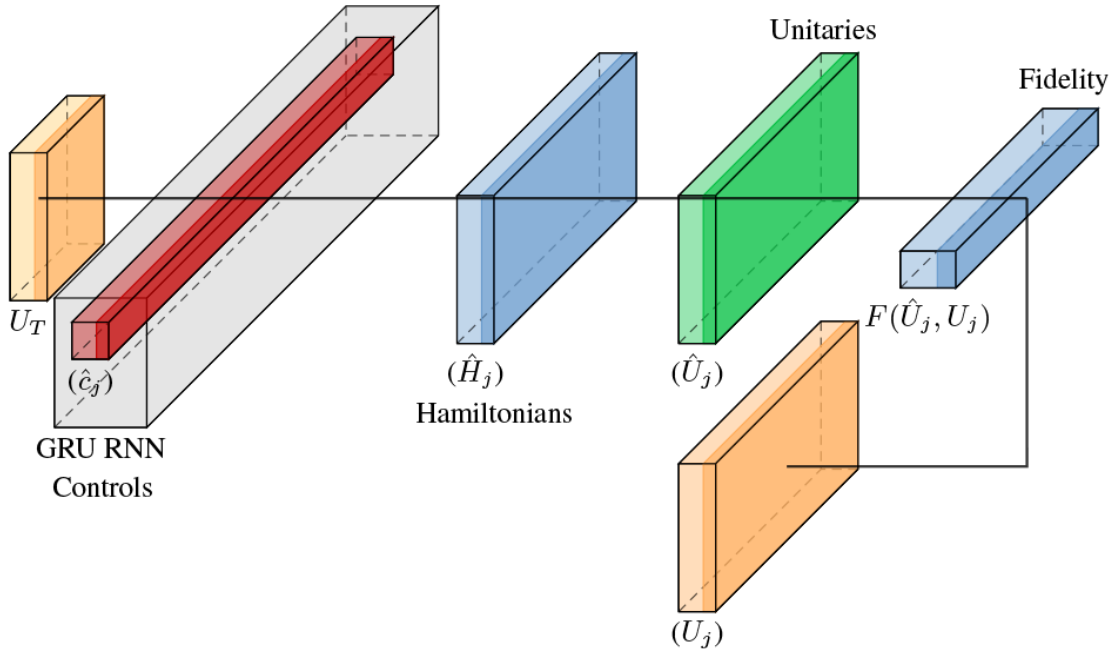 Unitaries
Fidelity
U_T
(ĉ_j)
GRU RNN
Controls
(Ĥ_j)
Hamiltonians
(Û_j)
F(Û_j, U_j)
(U_j)